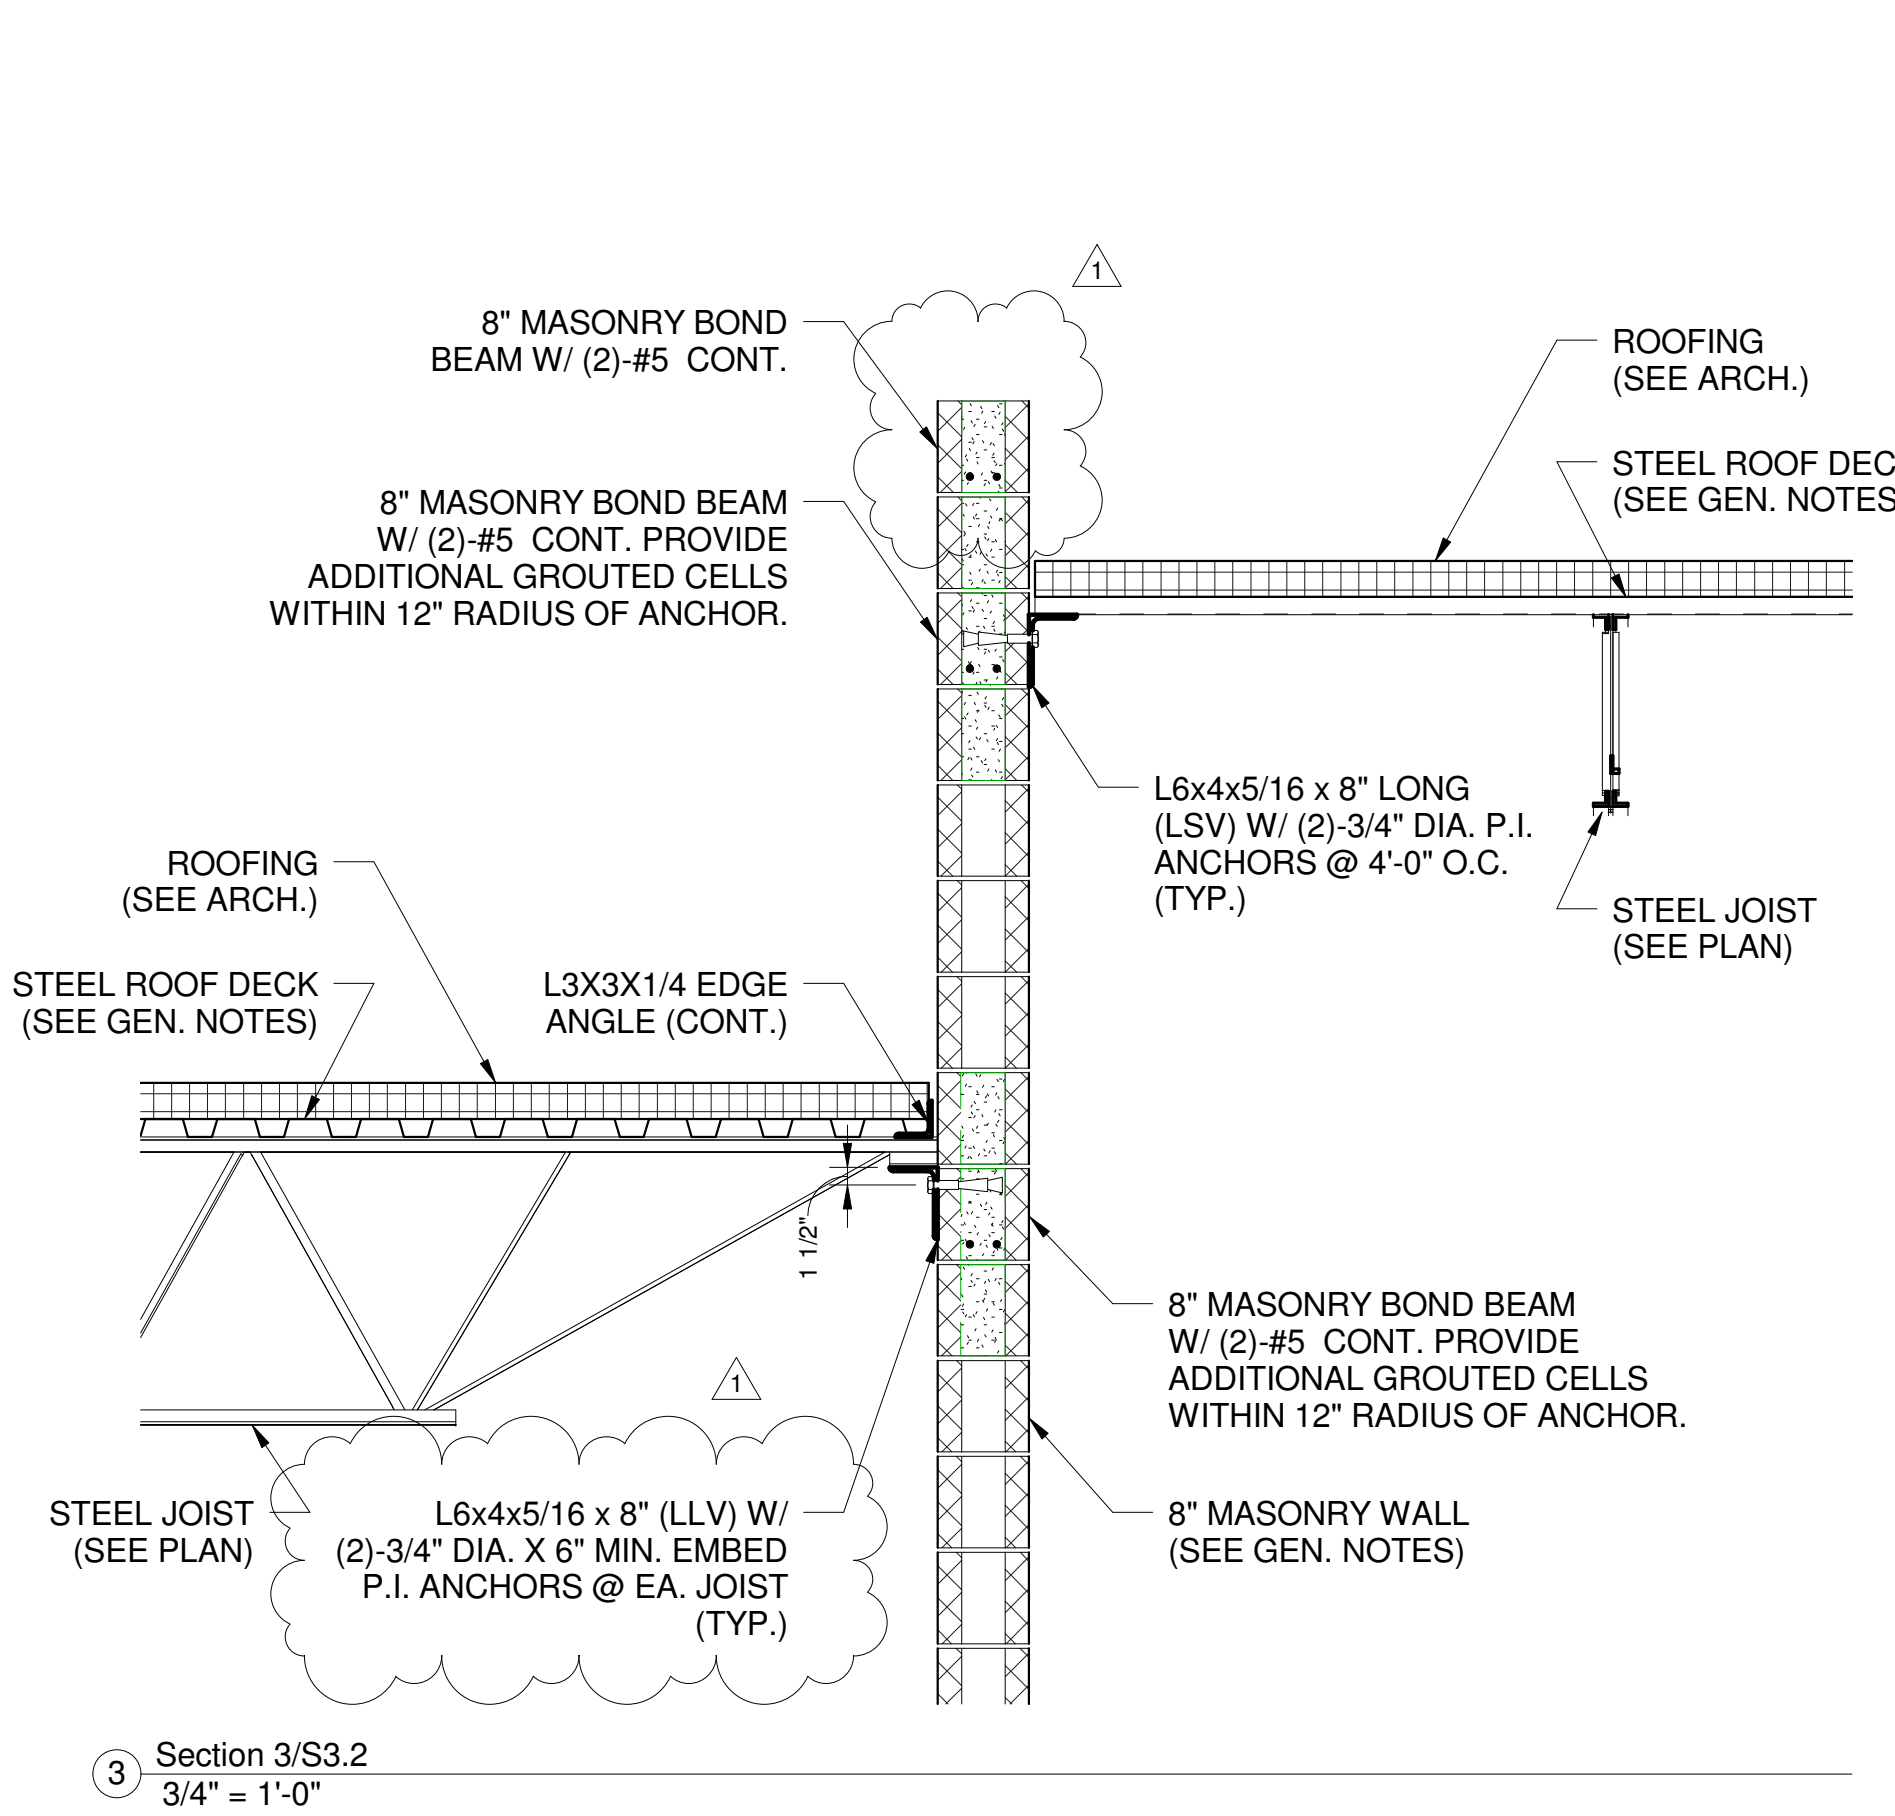 1
8" MASONRY BOND
BEAM W/ (2)-#5 CONT.
ROOFING
(SEE ARCH.)
STEEL ROOF DEC
(SEE GEN. NOTES
8" MASONRY BOND BEAM
W/ (2)-#5 CONT. PROVIDE
ADDITIONAL GROUTED CELLS
WITHIN 12" RADIUS OF ANCHOR.
L6x4x5/16 x 8" LONG
(LSV) W/ (2)-3/4" DIA. P.I.
ANCHORS @ 4'-0" O.C.
(TYP.)
STEEL JOIST
(SEE PLAN)
ROOFING
(SEE ARCH.)
STEEL ROOF DECK
(SEE GEN. NOTES)
L3X3X1/4 EDGE
ANGLE (CONT.)
1 1/2"
8" MASONRY BOND BEAM
W/ (2)-#5 CONT. PROVIDE
ADDITIONAL GROUTED CELLS
WITHIN 12" RADIUS OF ANCHOR.
1
STEEL JOIST
(SEE PLAN)
L6x4x5/16 x 8" (LLV) W/
(2)-3/4" DIA. X 6" MIN. EMBED
P.I. ANCHORS @ EA. JOIST
(TYP.)
8" MASONRY WALL
(SEE GEN. NOTES)
3
Section 3/S3.2
3/4" = 1'-0"